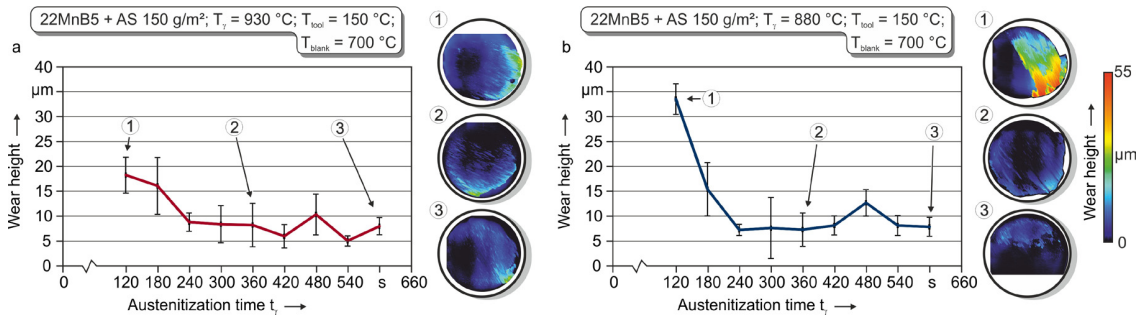 22MnB5 + AS 150 g/m²; Tγ = 930 °C; Ttool = 150 °C;
Tblank = 700 °C
a
40
µm
30
25
20
15
10
5
0
Wear height →
0 120 180 240 300 360 420 480 540 s 660
Austenitization time tγ →
1
2
3
1
2
3
22MnB5 + AS 150 g/m²; Tγ = 880 °C; Ttool = 150 °C;
Tblank = 700 °C
b
40
µm
30
25
20
15
10
5
0
Wear height →
0 120 180 240 300 360 420 480 540 s 660
Austenitization time tγ →
1
2
3
1
2
3
55
µm
0
Wear height →